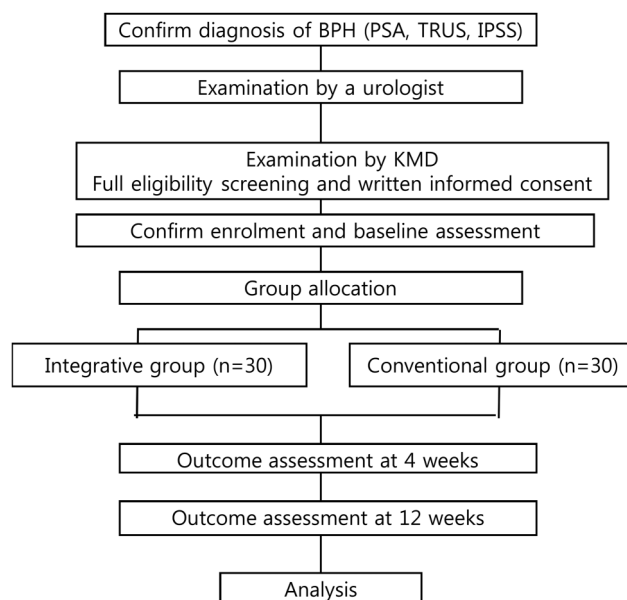 Confirm diagnosis of BPH (PSA, TRUS, IPSS)
Examination by a urologist
Examination by KMD
Full eligibility screening and written informed consent
Confirm enrolment and baseline assessment
Group allocation
Integrative group (n=30)
Conventional group (n=30)
Outcome assessment at 4 weeks
Outcome assessment at 12 weeks
Analysis